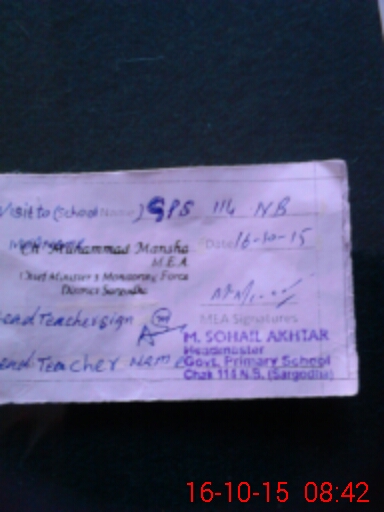 Visit to (School Name) GPS 114 NB
Ch Muhammad Mansha
Date 16-10-15
M.E.A
Chief Minister's Monitoring Force
District Sargodha
MEA Signatures
Head Teacher sign
M. SOHAIL AKHTAR
Headmaster
Head Teacher Name
Govt. Primary School
Chak 114 N.B. (Sargodha)
16-10-15 08:42